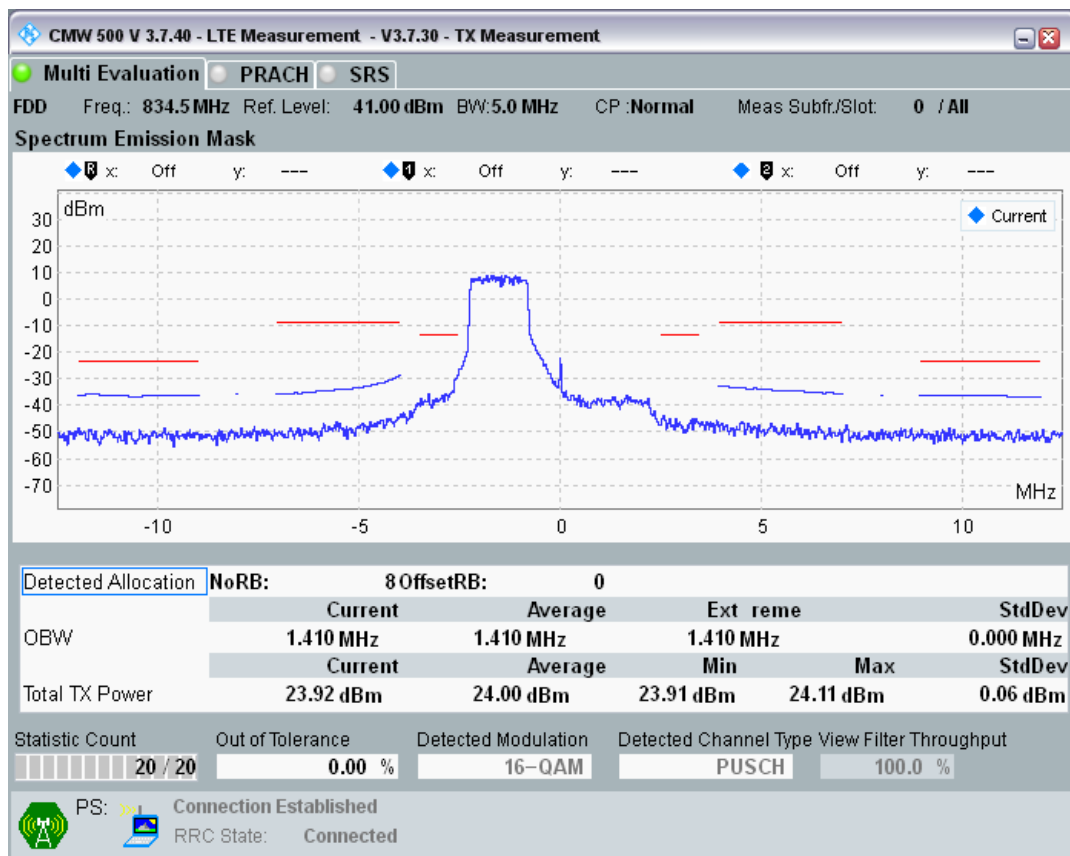 CMW 500 V 3.7.40 - LTE Measurement - V3.7.30 - TX Measurement
Multi Evaluation PRACH SRS
FDD Freq.: 834.5 MHz Ref. Level: 41.00 dBm BW:5.0 MHz CP :Normal Meas Subfr./Slot: 0 / All
Spectrum Emission Mask
R x: Off y: --- 1 x: Off y: --- 2 x: Off y: ---
dBm
Current
30
20
10
0
-10
-20
-30
-40
-50
-60
-70
MHz
-10 -5 0 5 10
Detected Allocation NoRB: 8 OffsetRB: 0
Current Average Ext reme StdDev
OBW 1.410 MHz 1.410 MHz 1.410 MHz 0.000 MHz
Current Average Min Max StdDev
Total TX Power 23.92 dBm 24.00 dBm 23.91 dBm 24.11 dBm 0.06 dBm
Statistic Count Out of Tolerance Detected Modulation Detected Channel Type View Filter Throughput
20 / 20 0.00 % 16-QAM PUSCH 100.0 %
PS: Connection Established
RRC State: Connected